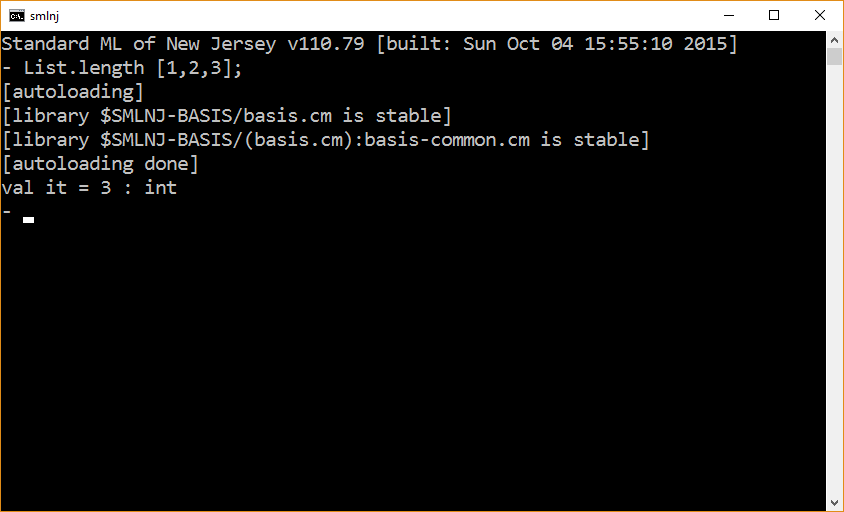 smlnj
Standard ML of New Jersey v110.79 [built: Sun Oct 04 15:55:10 2015]
- List.length [1,2,3];
[autoloading]
[library $SMLNJ-BASIS/basis.cm is stable]
[library $SMLNJ-BASIS/(basis.cm):basis-common.cm is stable]
[autoloading done]
val it = 3 : int
-